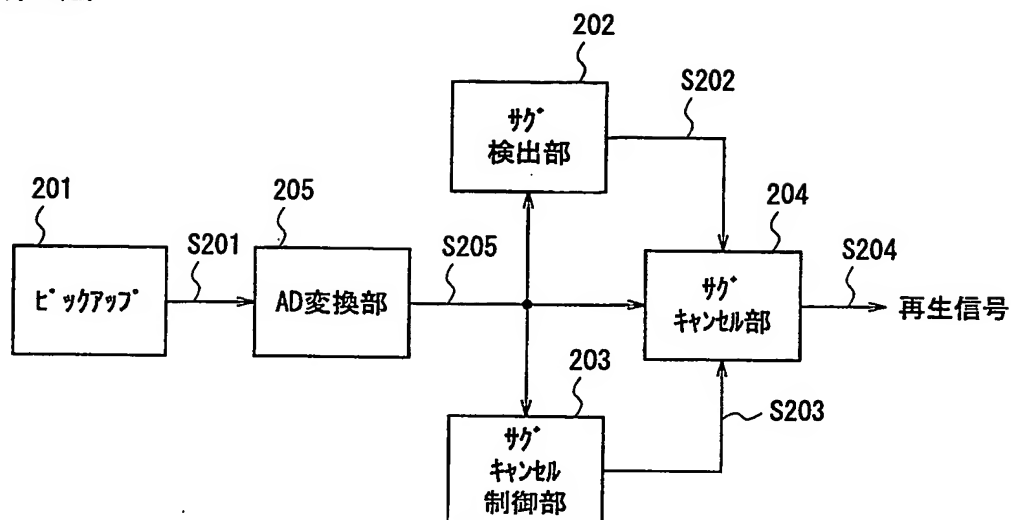 202
S202
サグ
検出部
201
205
204
S201
S205
S204
ピックアップ
AD変換部
サグ
キャンセル部
再生信号
203
S203
サグ
キャンセル
制御部